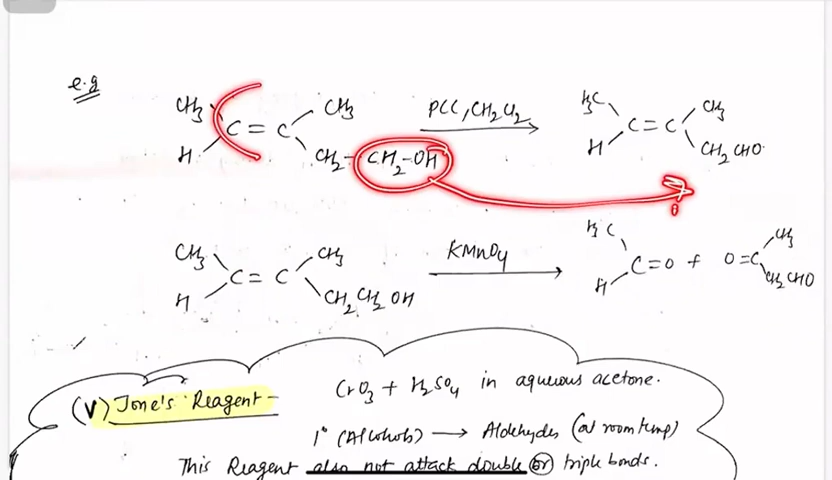 e.g
CH3 CH3 PCC, CH2Cl2 H3C CH3
C = C C = C
H CH2 - CH2 - OH H CH2 CHO
CH3 CH3 KMnO4 H3C CH3
C = C C = O + O = C
H CH2 CH2 OH H CH2 CHO
(V) Jone's Reagent - CrO3 + H2SO4 in aqueous acetone.
1° (Alcohols) → Aldehydes (at room temp)
This Reagent also not attack double or triple bonds.